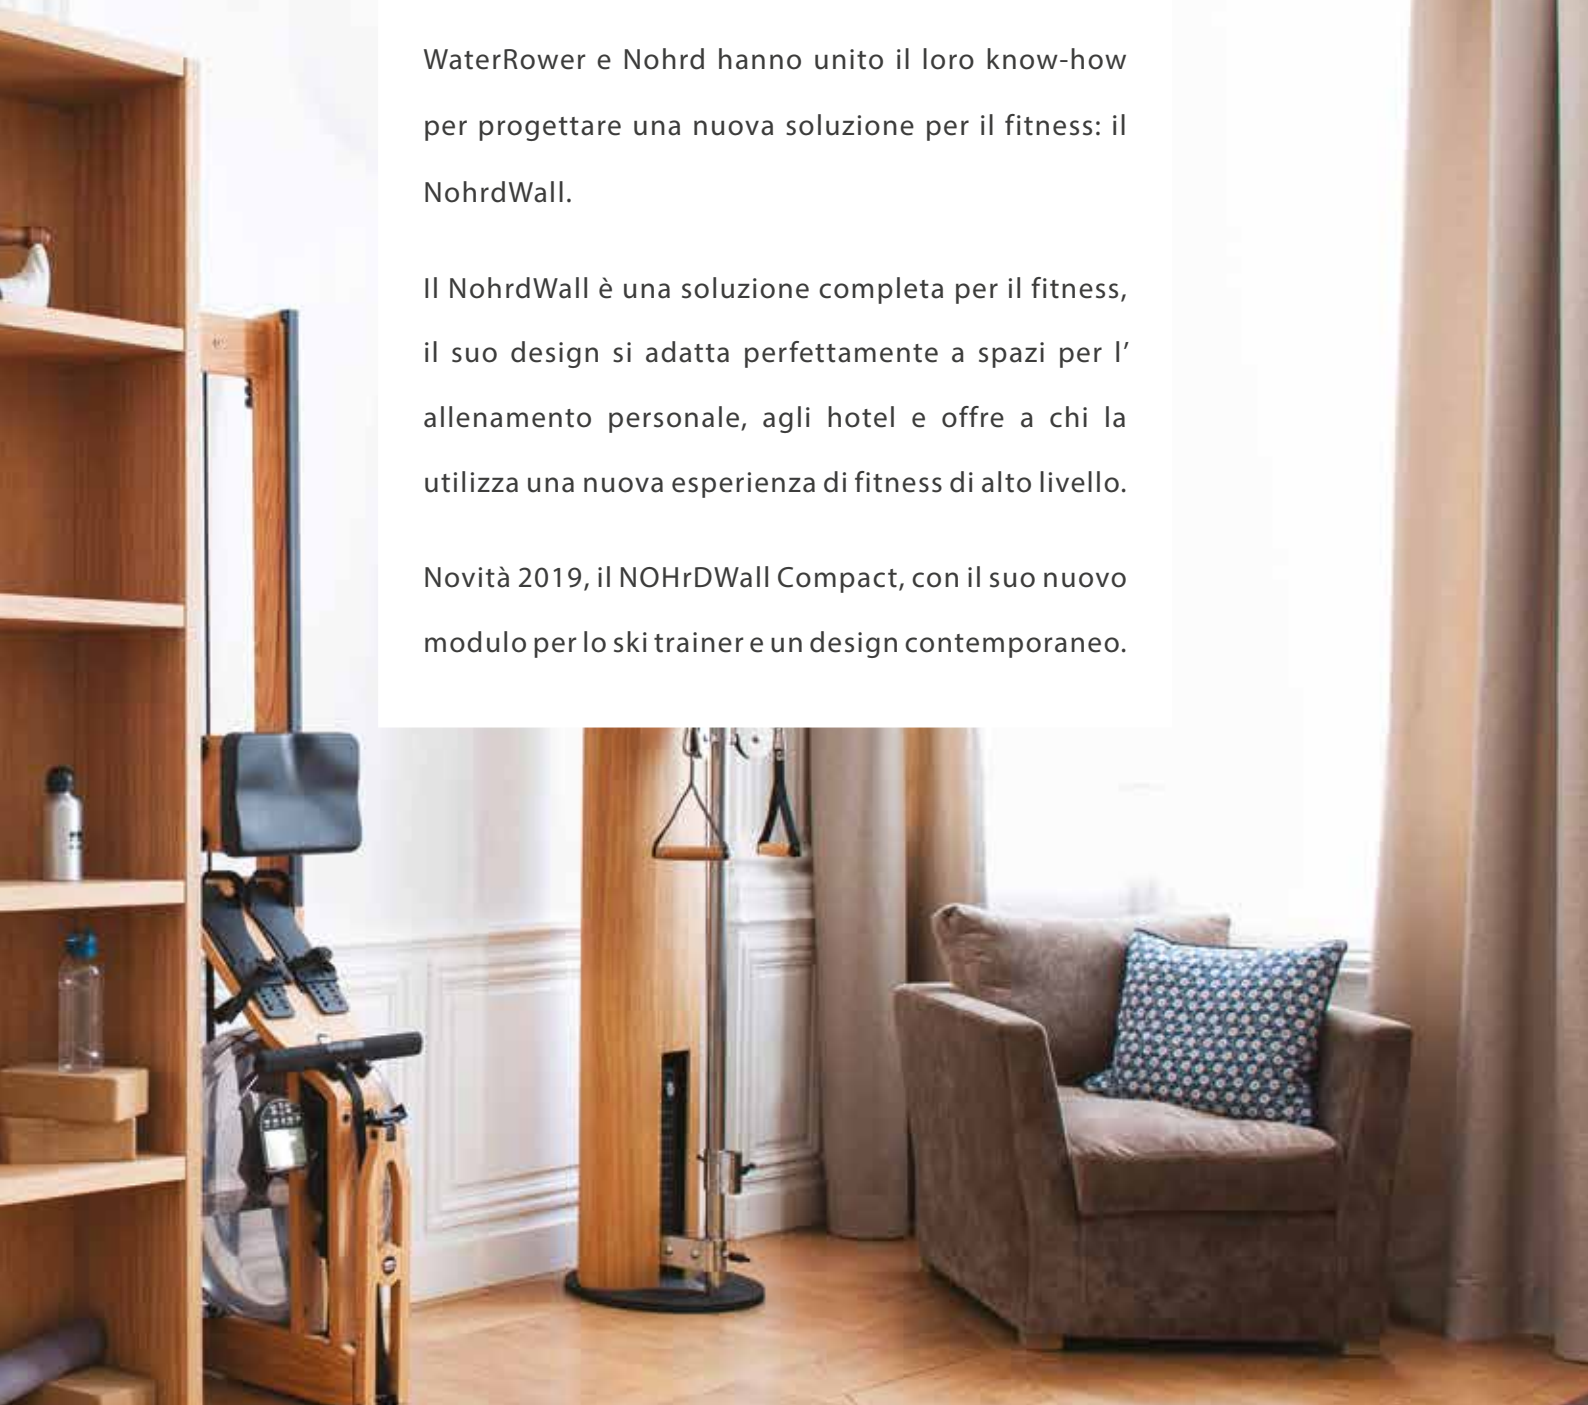 WaterRower e Nohrd hanno unito il loro know-how
per progettare una nuova soluzione per il fitness: il
NohrdWall.
Il NohrdWall è una soluzione completa per il fitness,
il suo design si adatta perfettamente a spazi per l’
allenamento personale, agli hotel e offre a chi la
utilizza una nuova esperienza di fitness di alto livello.
Novità 2019, il NOHrDWall Compact, con il suo nuovo
modulo per lo ski trainer e un design contemporaneo.